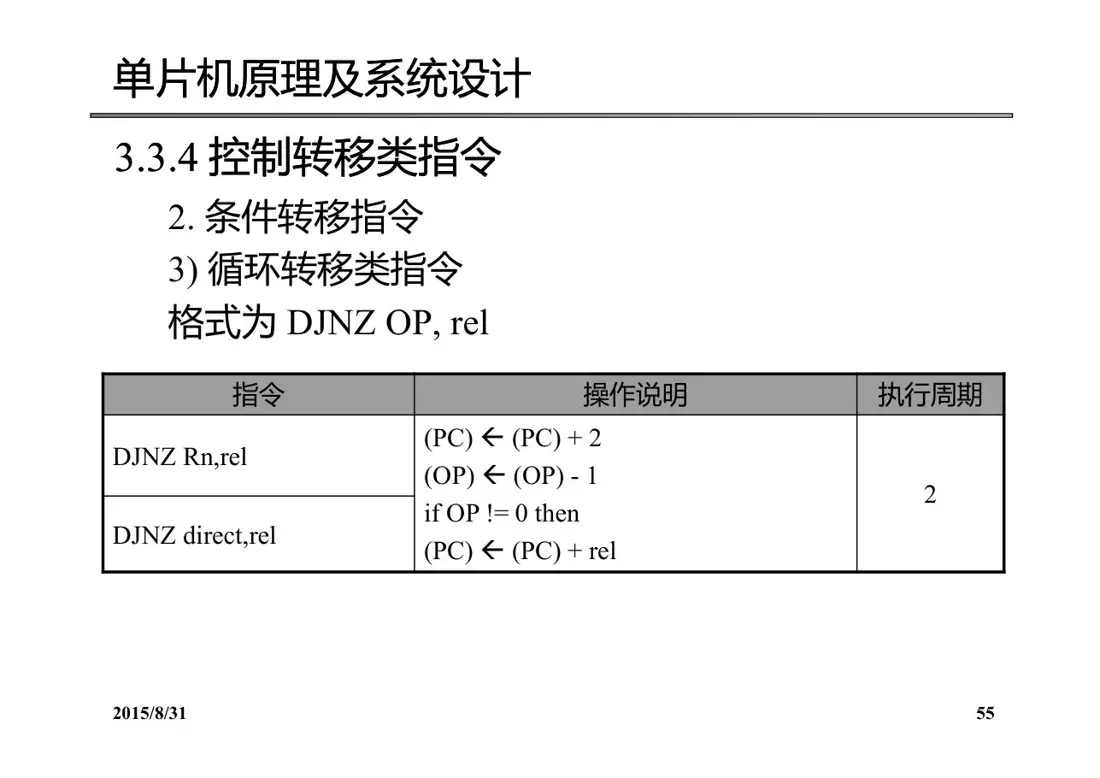 单片机原理及系统设计
3.3.4 控制转移类指令
2. 条件转移指令
3) 循环转移类指令
格式为 DJNZ OP, rel
指令 操作说明 执行周期
DJNZ Rn,rel
DJNZ direct,rel
(PC) ← (PC) + 2
(OP) ← (OP) - 1
if OP != 0 then
(PC) ← (PC) + rel
2
2015/8/31 55